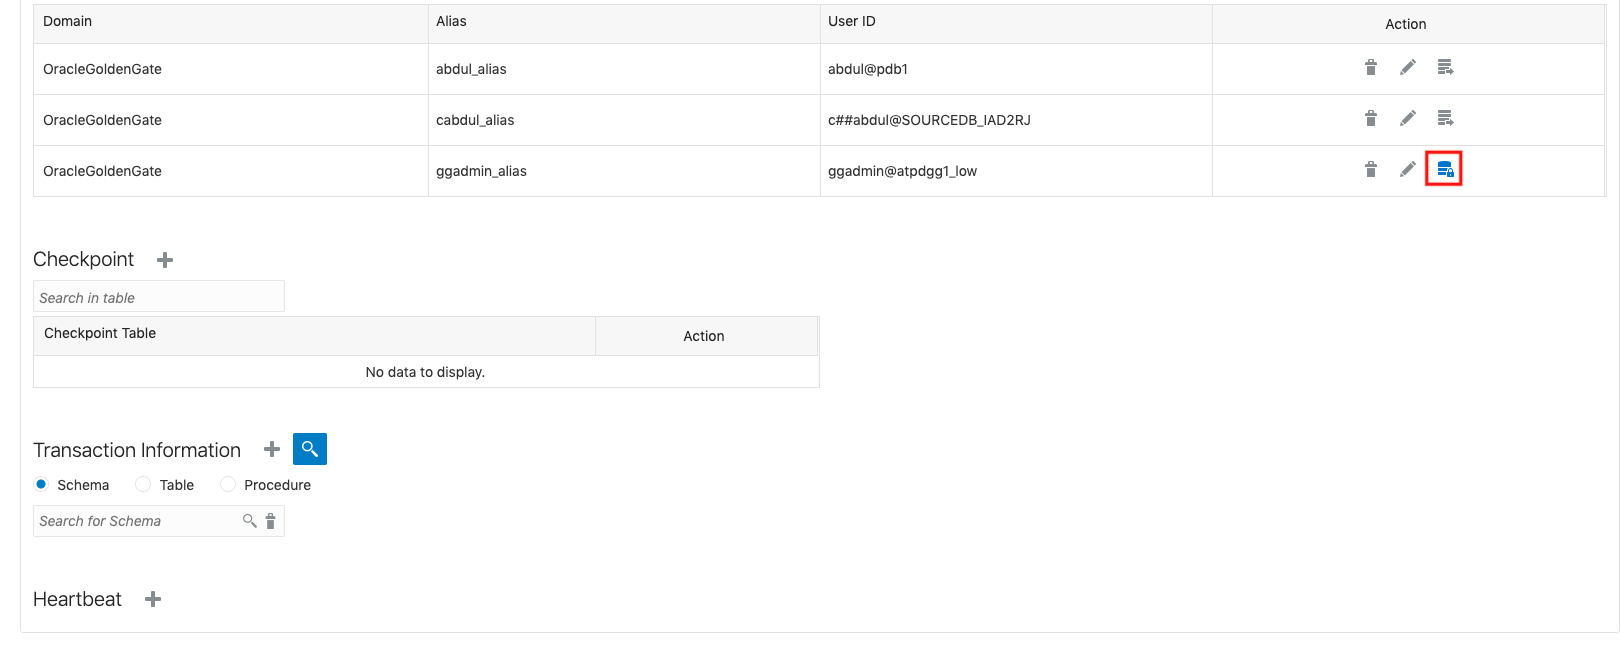 Domain Alias User ID Action
OracleGoldenGate abdul_alias abdul@pdb1
OracleGoldenGate cabdul_alias c##abdul@SOURCEDB_IAD2RJ
OracleGoldenGate ggadmin_alias ggadmin@atpdgg1_low
Checkpoint
Search in table
Checkpoint Table Action
No data to display.
Transaction Information
Schema Table Procedure
Search for Schema
Heartbeat